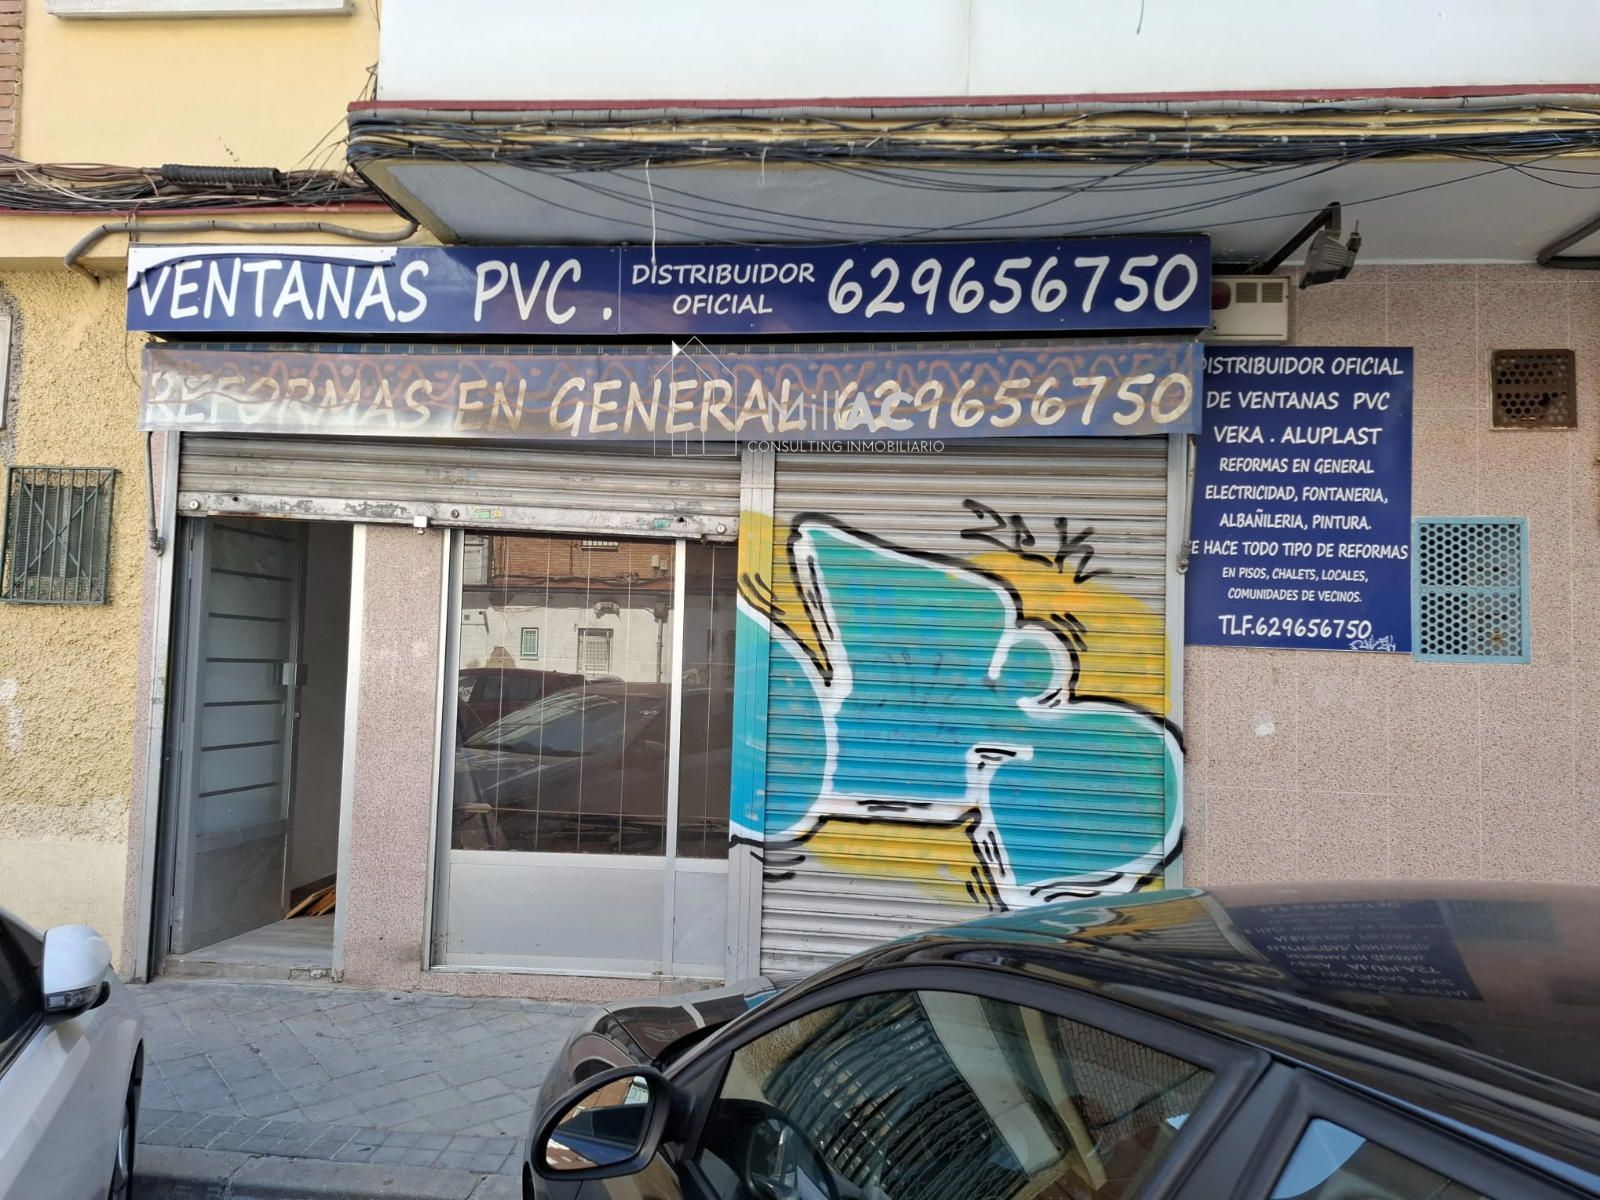 VENTANAS PVC. DISTRIBUIDOR OFICIAL 629656750
REFORMAS EN GENERAL 629656750
MillAC
CONSULTING INMOBILIARIO
DISTRIBUIDOR OFICIAL
DE VENTANAS PVC
VEKA . ALUPLAST
REFORMAS EN GENERAL
ELECTRICIDAD, FONTANERIA,
ALBAÑILERIA, PINTURA.
SE HACE TODO TIPO DE REFORMAS
EN PISOS, CHALETS, LOCALES,
COMUNIDADES DE VECINOS.
TLF.629656750